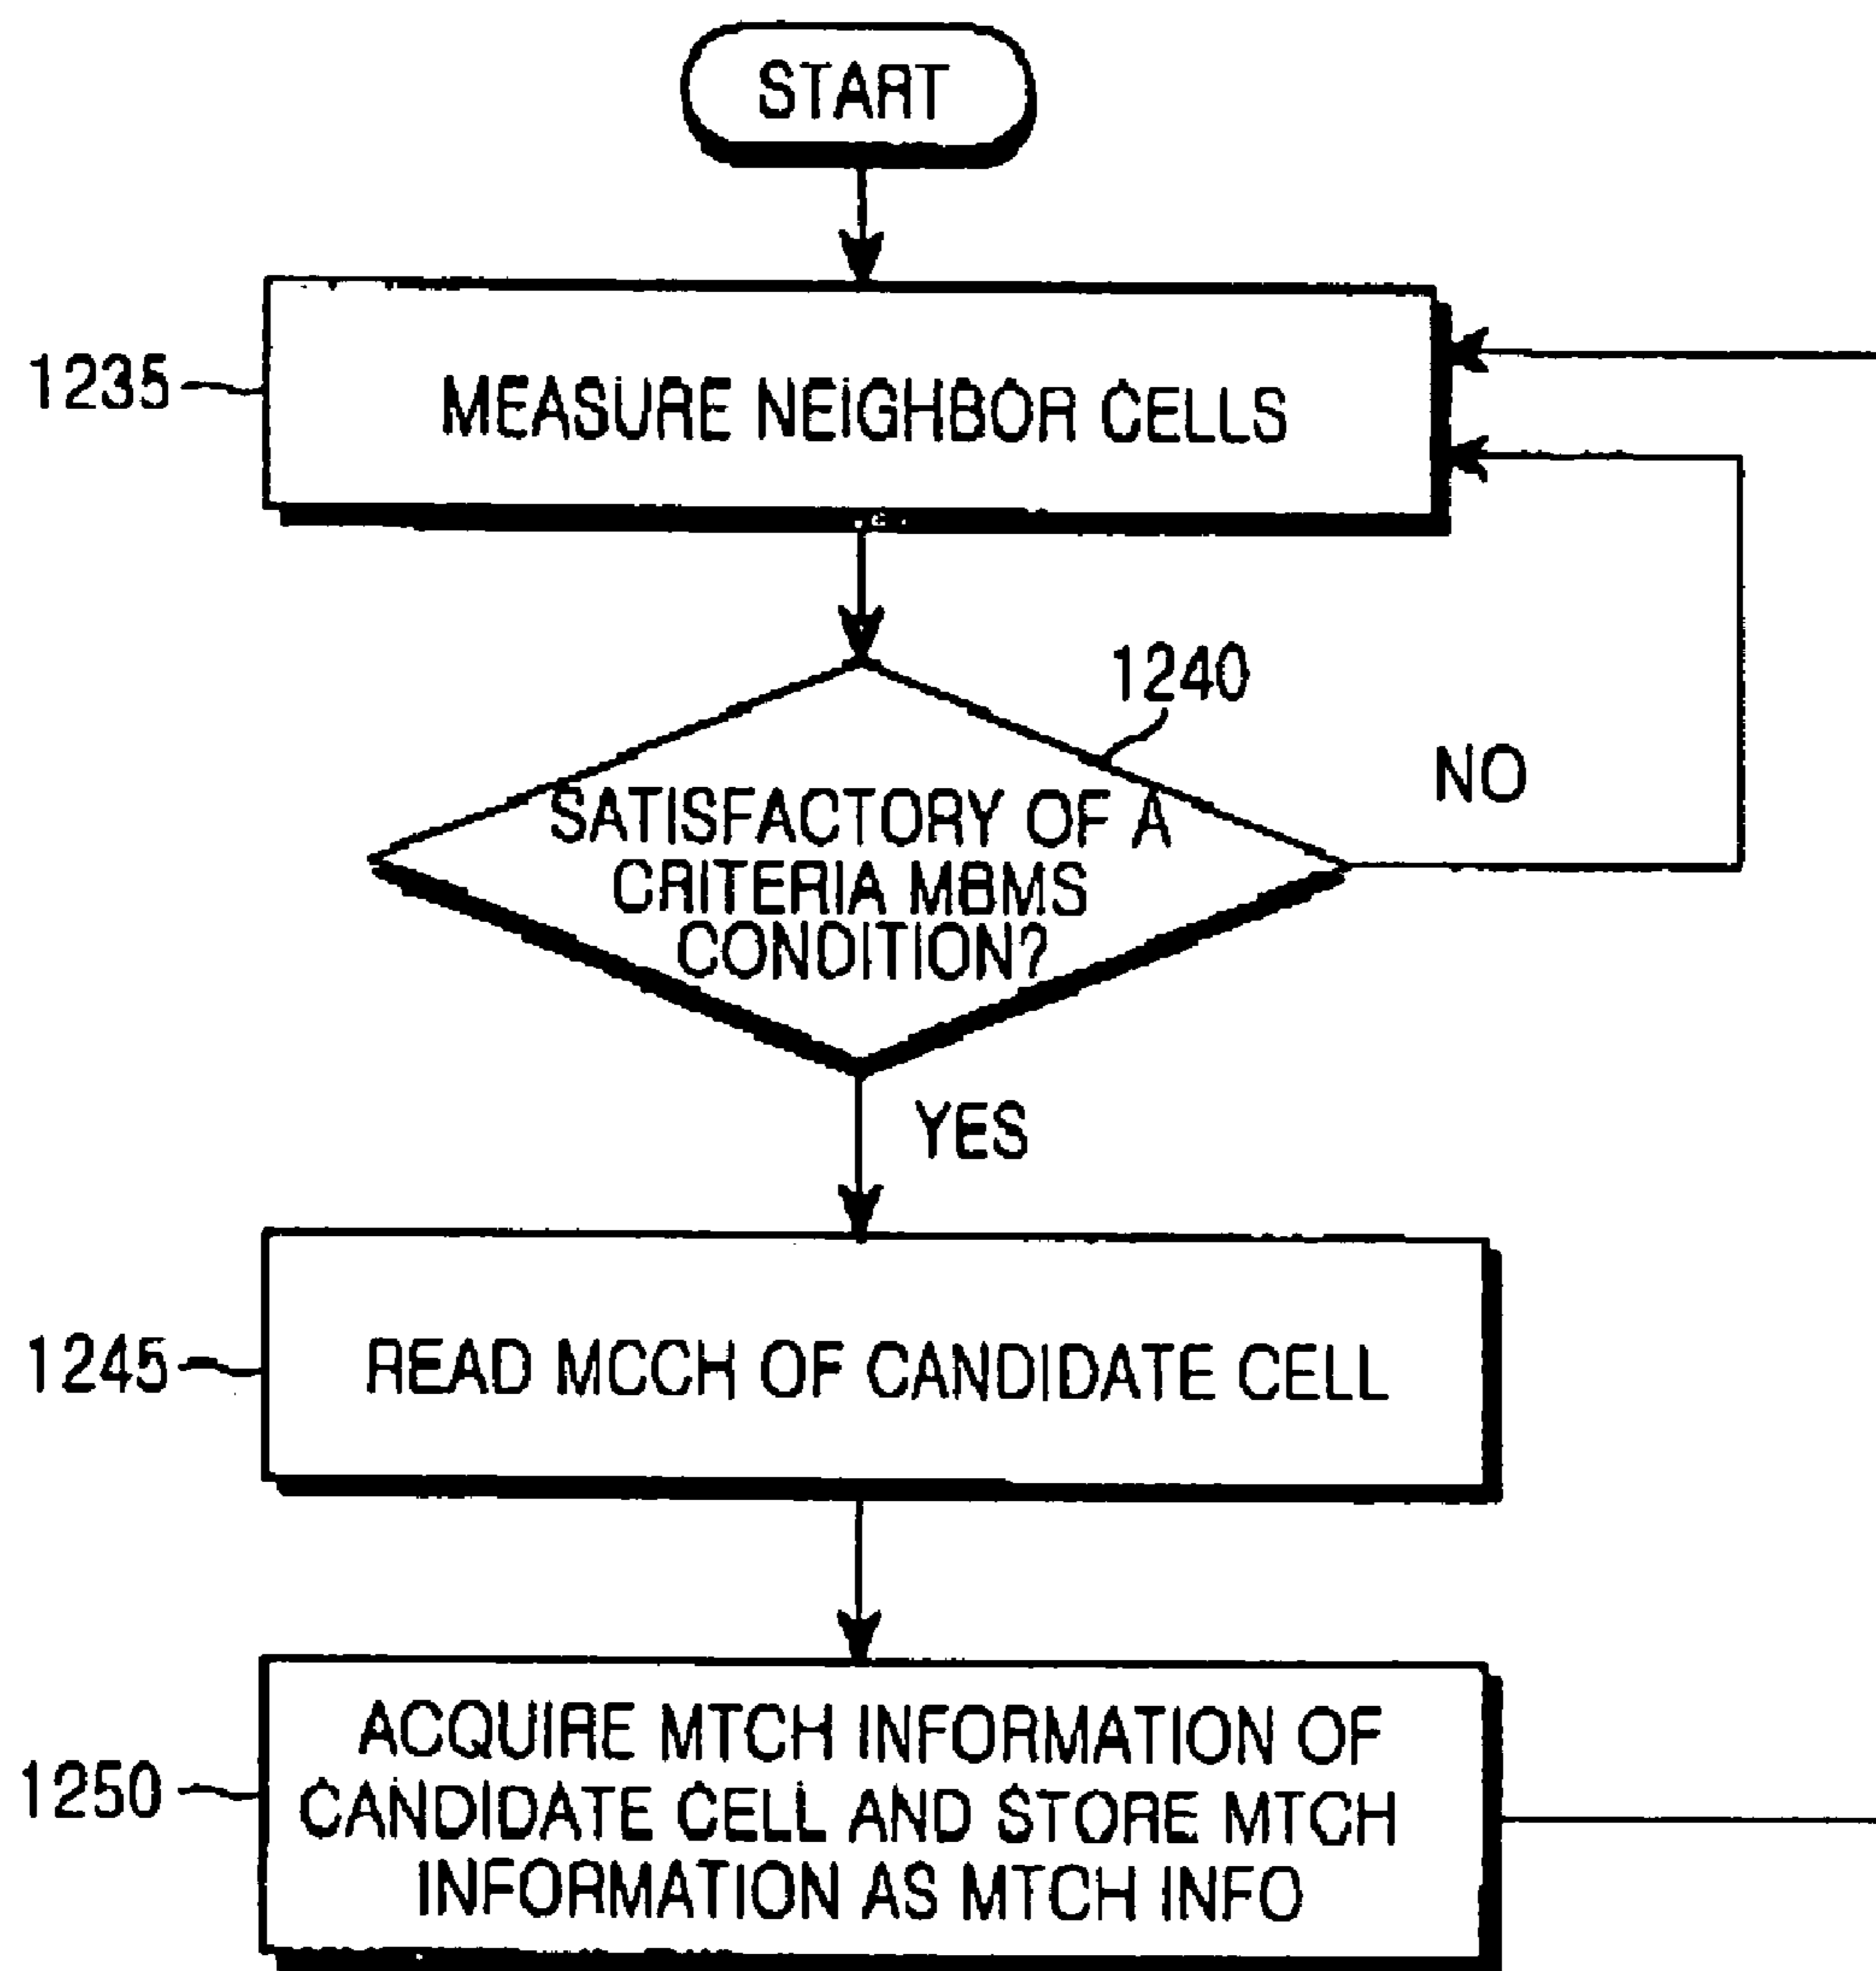 START
1235
MEASURE NEIGHBOR CELLS
1240
SATISFACTORY OF A
CRITERIA MBMS
CONDITION?
NO
YES
1245
READ MCCH OF CANDIDATE CELL
1250
ACQUIRE MTCH INFORMATION OF
CANDIDATE CELL AND STORE MTCH
INFORMATION AS MTCH INFO